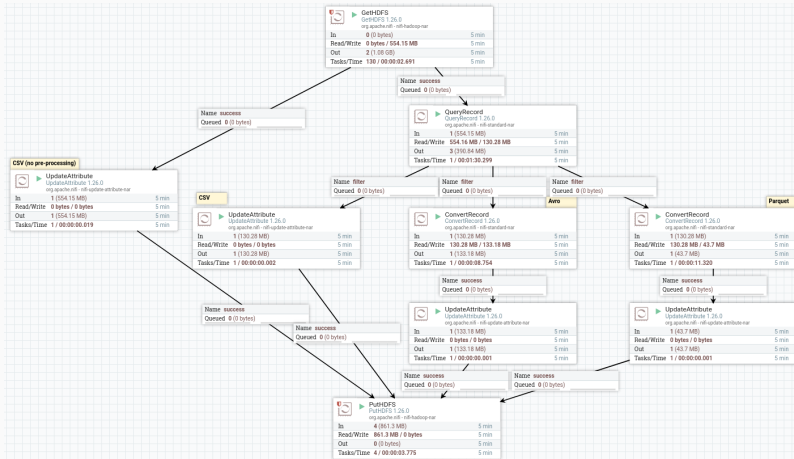 GetHDFS
GetHDFS 1.26.0
org.apache.nifi - nifi-hadoop-nar
In 0 (0 bytes) 5 min
Read/Write 0 bytes / 554.15 MB 5 min
Out 2 (1.08 GB) 5 min
Tasks/Time 130 / 00:00:02.691 5 min
Name success
Queued 0 (0 bytes)
Name success
Queued 0 (0 bytes)
QueryRecord
QueryRecord 1.26.0
org.apache.nifi - nifi-standard-nar
In 1 (554.15 MB) 5 min
Read/Write 554.16 MB / 130.28 MB 5 min
Out 3 (390.84 MB) 5 min
Tasks/Time 1 / 00:01:30.299 5 min
CSV (no pre-processing)
UpdateAttribute
UpdateAttribute 1.26.0
org.apache.nifi - nifi-update-attribute-nar
In 1 (554.15 MB) 5 min
Read/Write 0 bytes / 0 bytes 5 min
Out 1 (554.15 MB) 5 min
Tasks/Time 1 / 00:00:00.019 5 min
Name filter
Queued 0 (0 bytes)
Name filter
Queued 0 (0 bytes)
Name filter
Queued 0 (0 bytes)
CSV
UpdateAttribute
UpdateAttribute 1.26.0
org.apache.nifi - nifi-update-attribute-nar
In 1 (130.28 MB) 5 min
Read/Write 0 bytes / 0 bytes 5 min
Out 1 (130.28 MB) 5 min
Tasks/Time 1 / 00:00:00.002 5 min
Avro
ConvertRecord
ConvertRecord 1.26.0
org.apache.nifi - nifi-standard-nar
In 1 (130.28 MB) 5 min
Read/Write 130.28 MB / 133.18 MB 5 min
Out 1 (133.18 MB) 5 min
Tasks/Time 1 / 00:00:08.754 5 min
Parquet
ConvertRecord
ConvertRecord 1.26.0
org.apache.nifi - nifi-standard-nar
In 1 (130.28 MB) 5 min
Read/Write 130.28 MB / 43.7 MB 5 min
Out 1 (43.7 MB) 5 min
Tasks/Time 1 / 00:00:11.320 5 min
Name success
Queued 0 (0 bytes)
Name success
Queued 0 (0 bytes)
Name success
Queued 0 (0 bytes)
Name success
Queued 0 (0 bytes)
UpdateAttribute
UpdateAttribute 1.26.0
org.apache.nifi - nifi-update-attribute-nar
In 1 (133.18 MB) 5 min
Read/Write 0 bytes / 0 bytes 5 min
Out 1 (133.18 MB) 5 min
Tasks/Time 1 / 00:00:00.001 5 min
UpdateAttribute
UpdateAttribute 1.26.0
org.apache.nifi - nifi-update-attribute-nar
In 1 (43.7 MB) 5 min
Read/Write 0 bytes / 0 bytes 5 min
Out 1 (43.7 MB) 5 min
Tasks/Time 1 / 00:00:00.001 5 min
Name success
Queued 0 (0 bytes)
Name success
Queued 0 (0 bytes)
PutHDFS
PutHDFS 1.26.0
org.apache.nifi - nifi-hadoop-nar
In 4 (861.3 MB) 5 min
Read/Write 861.3 MB / 0 bytes 5 min
Out 0 (0 bytes) 5 min
Tasks/Time 4 / 00:00:03.775 5 min